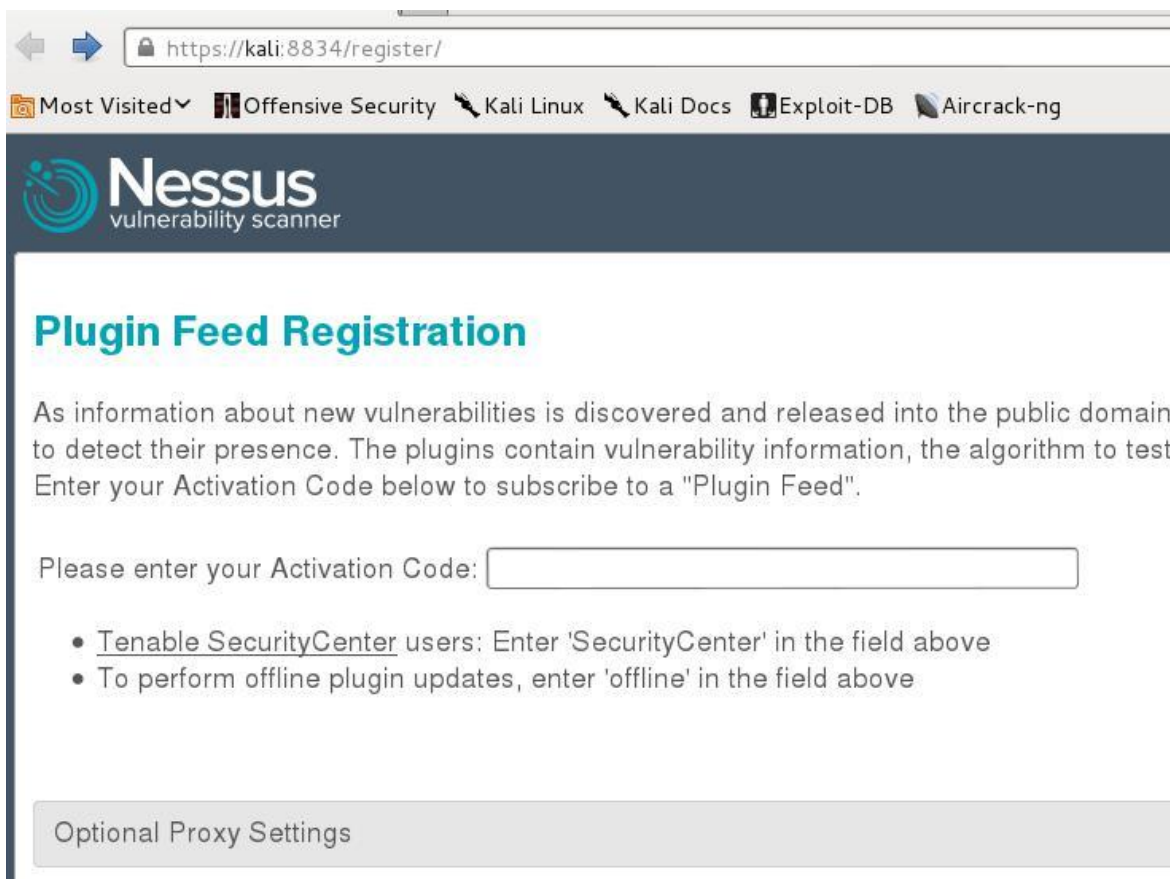 https://kali:8834/register/
Most Visited Offensive Security Kali Linux Kali Docs Exploit-DB Aircrack-ng
Nessus
vulnerability scanner
Plugin Feed Registration
As information about new vulnerabilities is discovered and released into the public domain
to detect their presence. The plugins contain vulnerability information, the algorithm to test
Enter your Activation Code below to subscribe to a "Plugin Feed".
Please enter your Activation Code:
• Tenable SecurityCenter users: Enter 'SecurityCenter' in the field above
• To perform offline plugin updates, enter 'offline' in the field above
Optional Proxy Settings